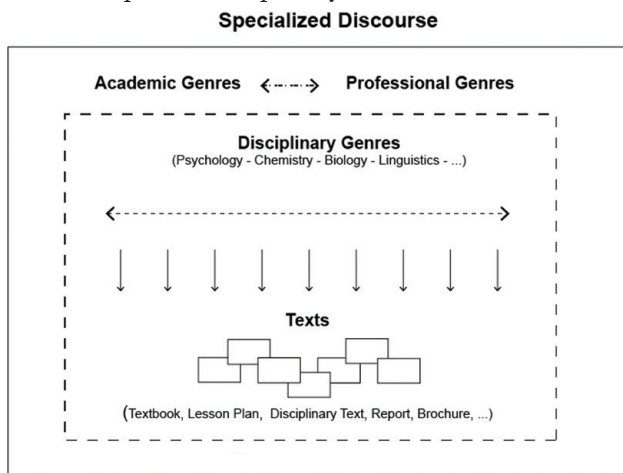 Specialized Discourse
Academic Genres
Professional Genres
Disciplinary Genres
(Psychology - Chemistry - Biology - Linguistics - ...)
Texts
(Textbook, Lesson Plan, Disciplinary Text, Report, Brochure, ...)